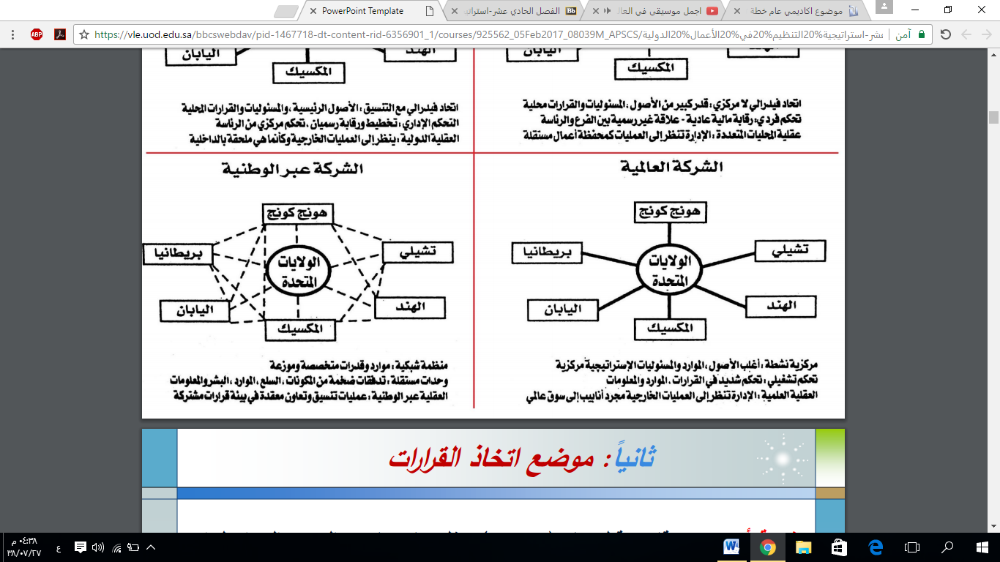 PowerPoint Template
الفصل الحادي عشر-استراتيج
اجمل موسيقى في العالـ
موضوع اكاديمي عام خطة
https://vle.uod.edu.sa/bbcswebdav/pid-1467718-dt-content-rid-6356901_1/courses/925562_05Feb2017_08039M_APSCS/عشر-استراتيجية%20التنظيم%20في%20الأعمال%20الدولية
آمن
ABP
Bb
الهند
اليابان
المكسيك
اتحاد فيدرالي لا مركزي: قدر كبير من الأصول، المسئوليات والقرارات محلية
تحكم فردي: رقابة مالية عادية - علاقة غير رسمية بين الفرع والرئاسة
عقلية المحليات المتعددة: الإدارة تنظر إلى العمليات كمحفظة أعمال مستقلة
الهند
اليابان
المكسيك
اتحاد فيدرالي مع التنسيق: الأصول الرئيسية، والمسئوليات والقرارات المحلية
التحكم الإداري: تخطيط ورقابة رسميان، تحكم مركزي من الرئاسة
العقلية الدولية: ينظر إلى العمليات الخارجية وكأنما هي ملحقة بالداخلية
الشركة العالمية
هونج كونج
تشيلي
بريطانيا
الولايات
المتحدة
الهند
اليابان
المكسيك
مركزية نشطة: أغلب الأصول، الموارد والمسئوليات الإستراتيجية مركزية
تحكم تشغيلي: تحكم شديد في القرارات، الموارد والمعلومات
العقلية العلمية: الإدارة تنظر إلى العمليات الخارجية مجرد أنابيب إلى سوق عالمي
الشركة عبر الوطنية
هونج كونج
تشيلي
بريطانيا
الولايات
المتحدة
الهند
اليابان
المكسيك
منظمة شبكية: موارد وقدرات متخصصة وموزعة
وحدات مستقلة: تدفقات ضخمة من المكونات، السلع، الموارد، البشر والمعلومات
العقلية عبر الوطنية: عمليات تنسيق وتعاون معقدة في بيئة قرارات مشتركة
ثانياً: موضع اتخاذ القرارات
٠٤:٣٨ م
٣٨/٠٧/٢٧
ع